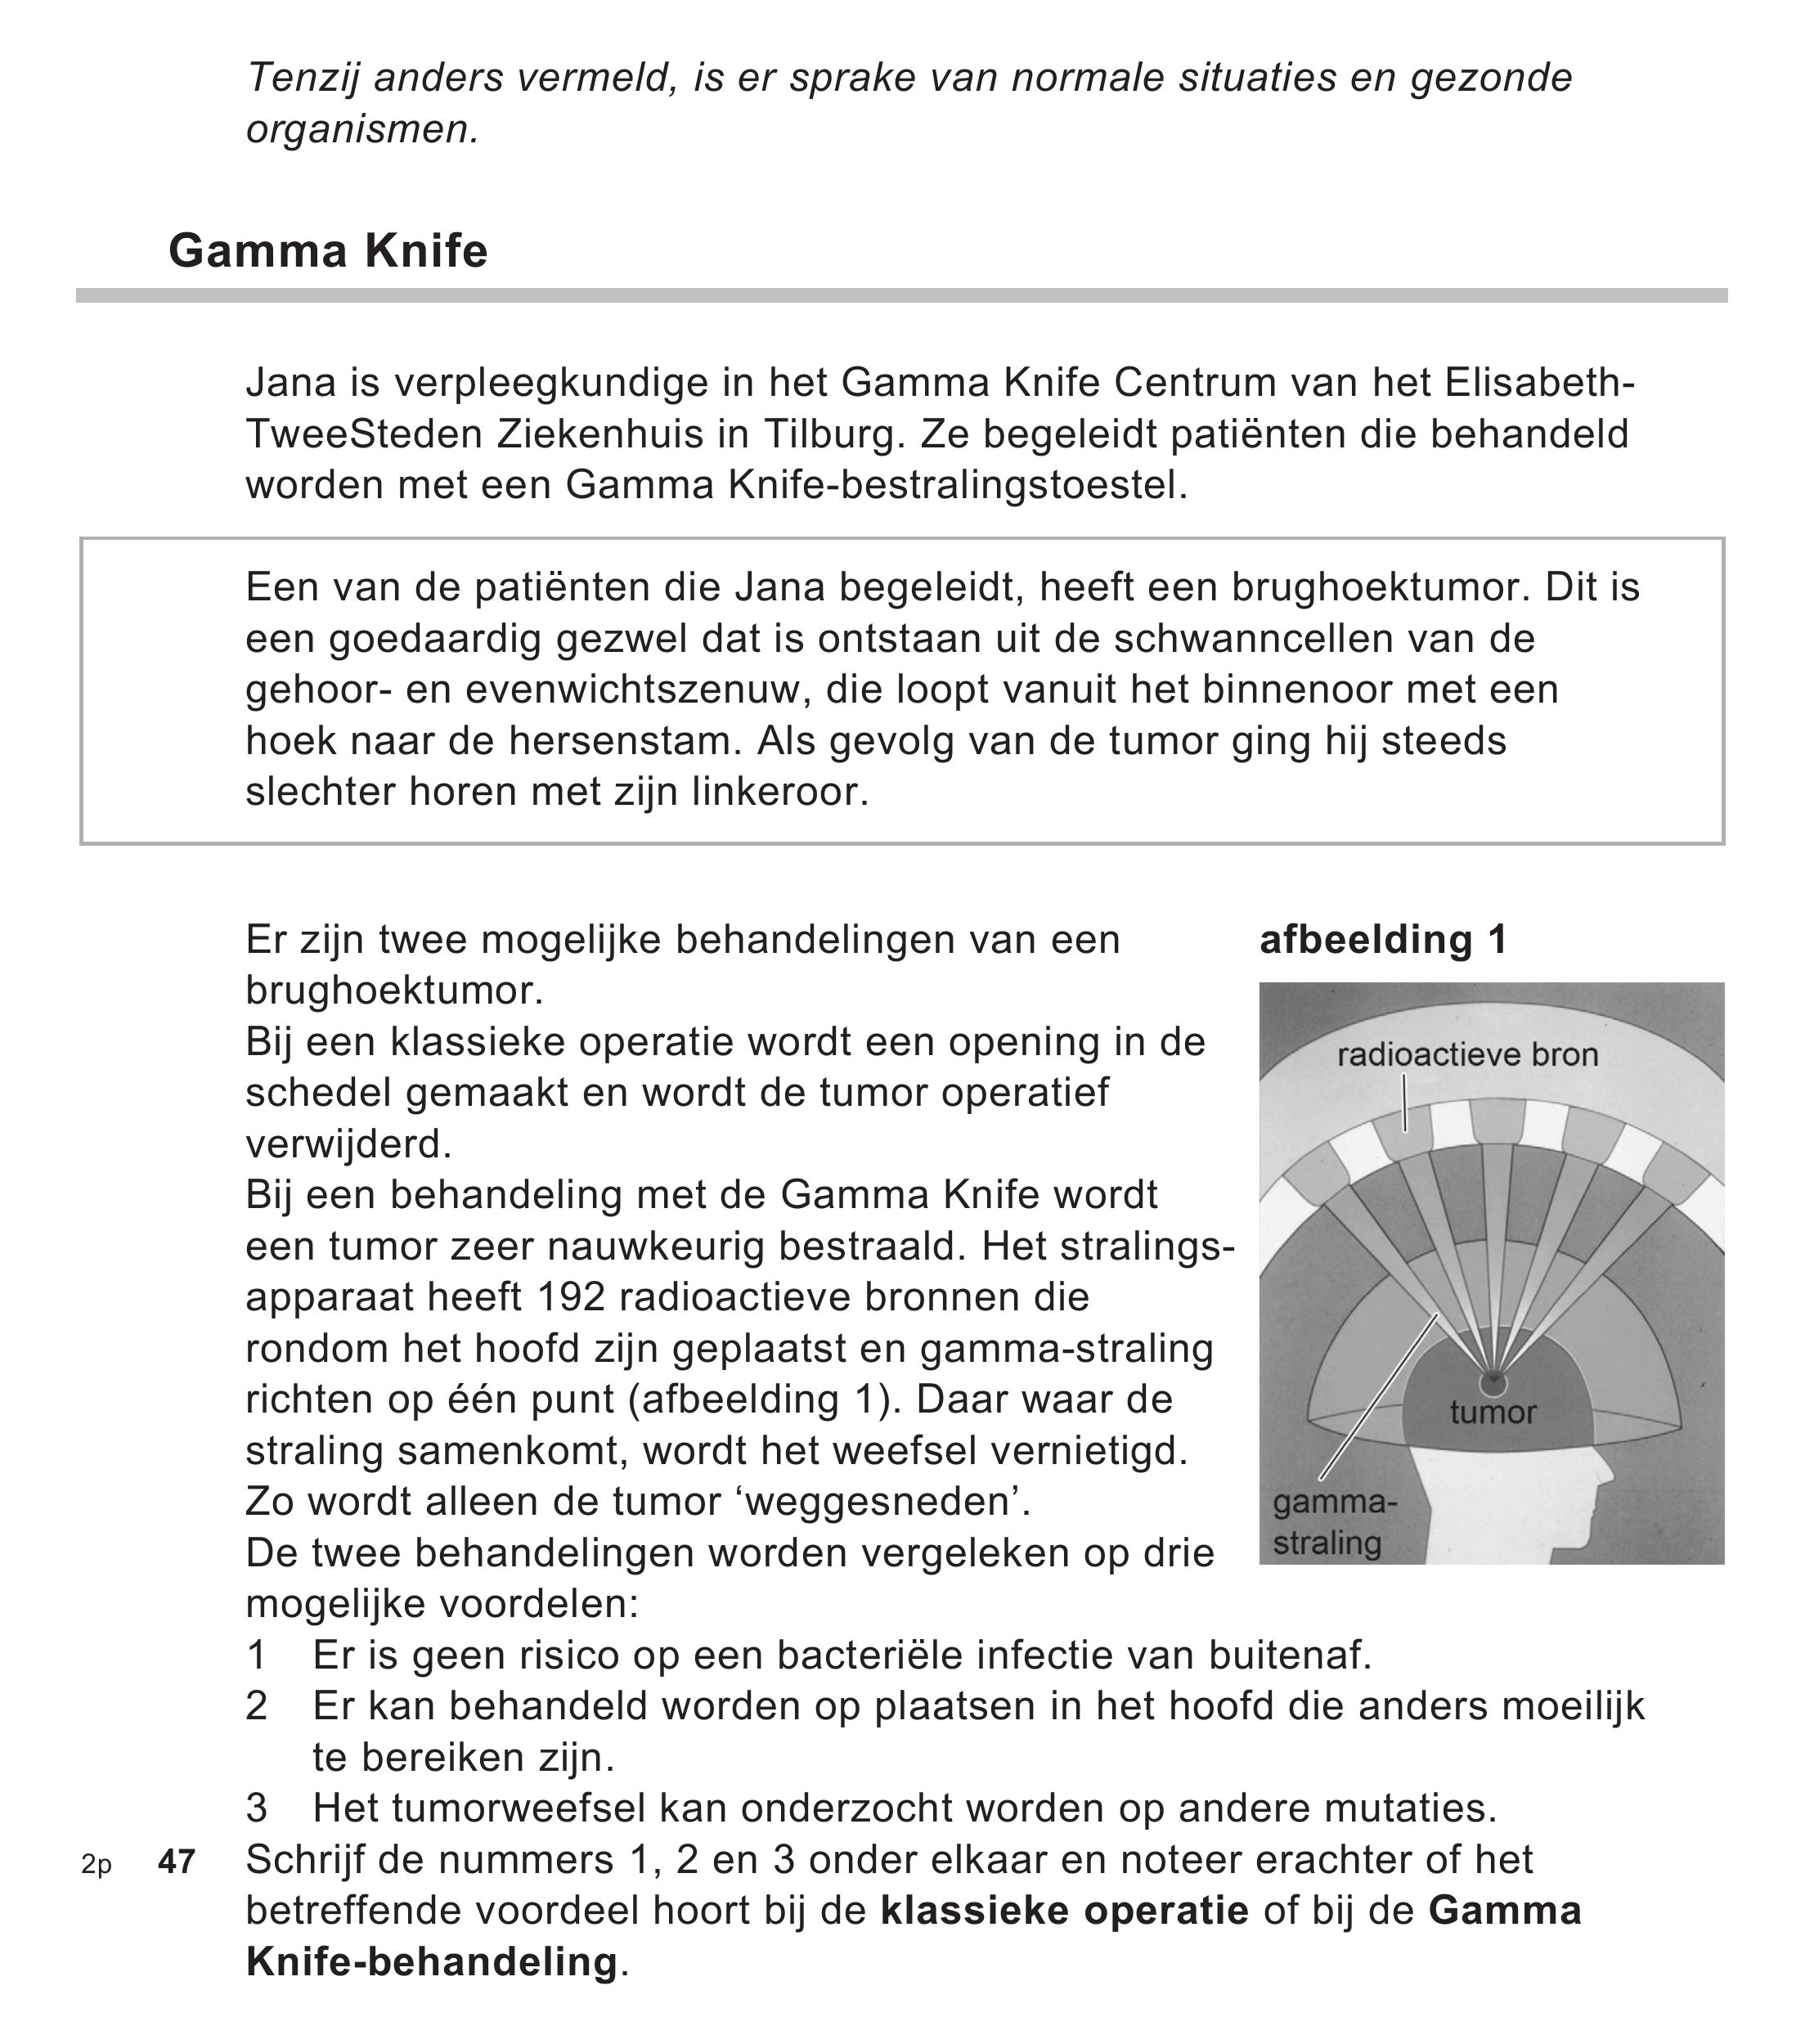 Tenzij anders vermeld, is er sprake van normale situaties en gezonde
organismen.
Gamma Knife
Jana is verpleegkundige in het Gamma Knife Centrum van het Elisabeth-
TweeSteden Ziekenhuis in Tilburg. Ze begeleidt patiënten die behandeld
worden met een Gamma Knife-bestralingstoestel.
Een van de patiënten die Jana begeleidt, heeft een brughoektumor. Dit is
een goedaardig gezwel dat is ontstaan uit de schwanncellen van de
gehoor- en evenwichtszenuw, die loopt vanuit het binnenoor met een
hoek naar de hersenstam. Als gevolg van de tumor ging hij steeds
slechter horen met zijn linkeroor.
Er zijn twee mogelijke behandelingen van een
brughoektumor.
Bij een klassieke operatie wordt een opening in de
schedel gemaakt en wordt de tumor operatief
verwijderd.
Bij een behandeling met de Gamma Knife wordt
een tumor zeer nauwkeurig bestraald. Het stralings-
apparaat heeft 192 radioactieve bronnen die
rondom het hoofd zijn geplaatst en gamma-straling
richten op één punt (afbeelding 1). Daar waar de
straling samenkomt, wordt het weefsel vernietigd.
Zo wordt alleen de tumor ‘weggesneden’.
De twee behandelingen worden vergeleken op drie
mogelijke voordelen:
afbeelding 1
radioactieve bron
tumor
gamma-
straling
1 Er is geen risico op een bacteriële infectie van buitenaf.
2 Er kan behandeld worden op plaatsen in het hoofd die anders moeilijk
te bereiken zijn.
3 Het tumorweefsel kan onderzocht worden op andere mutaties.
2p 47 Schrijf de nummers 1, 2 en 3 onder elkaar en noteer erachter of het
betreffende voordeel hoort bij de klassieke operatie of bij de Gamma
Knife-behandeling.